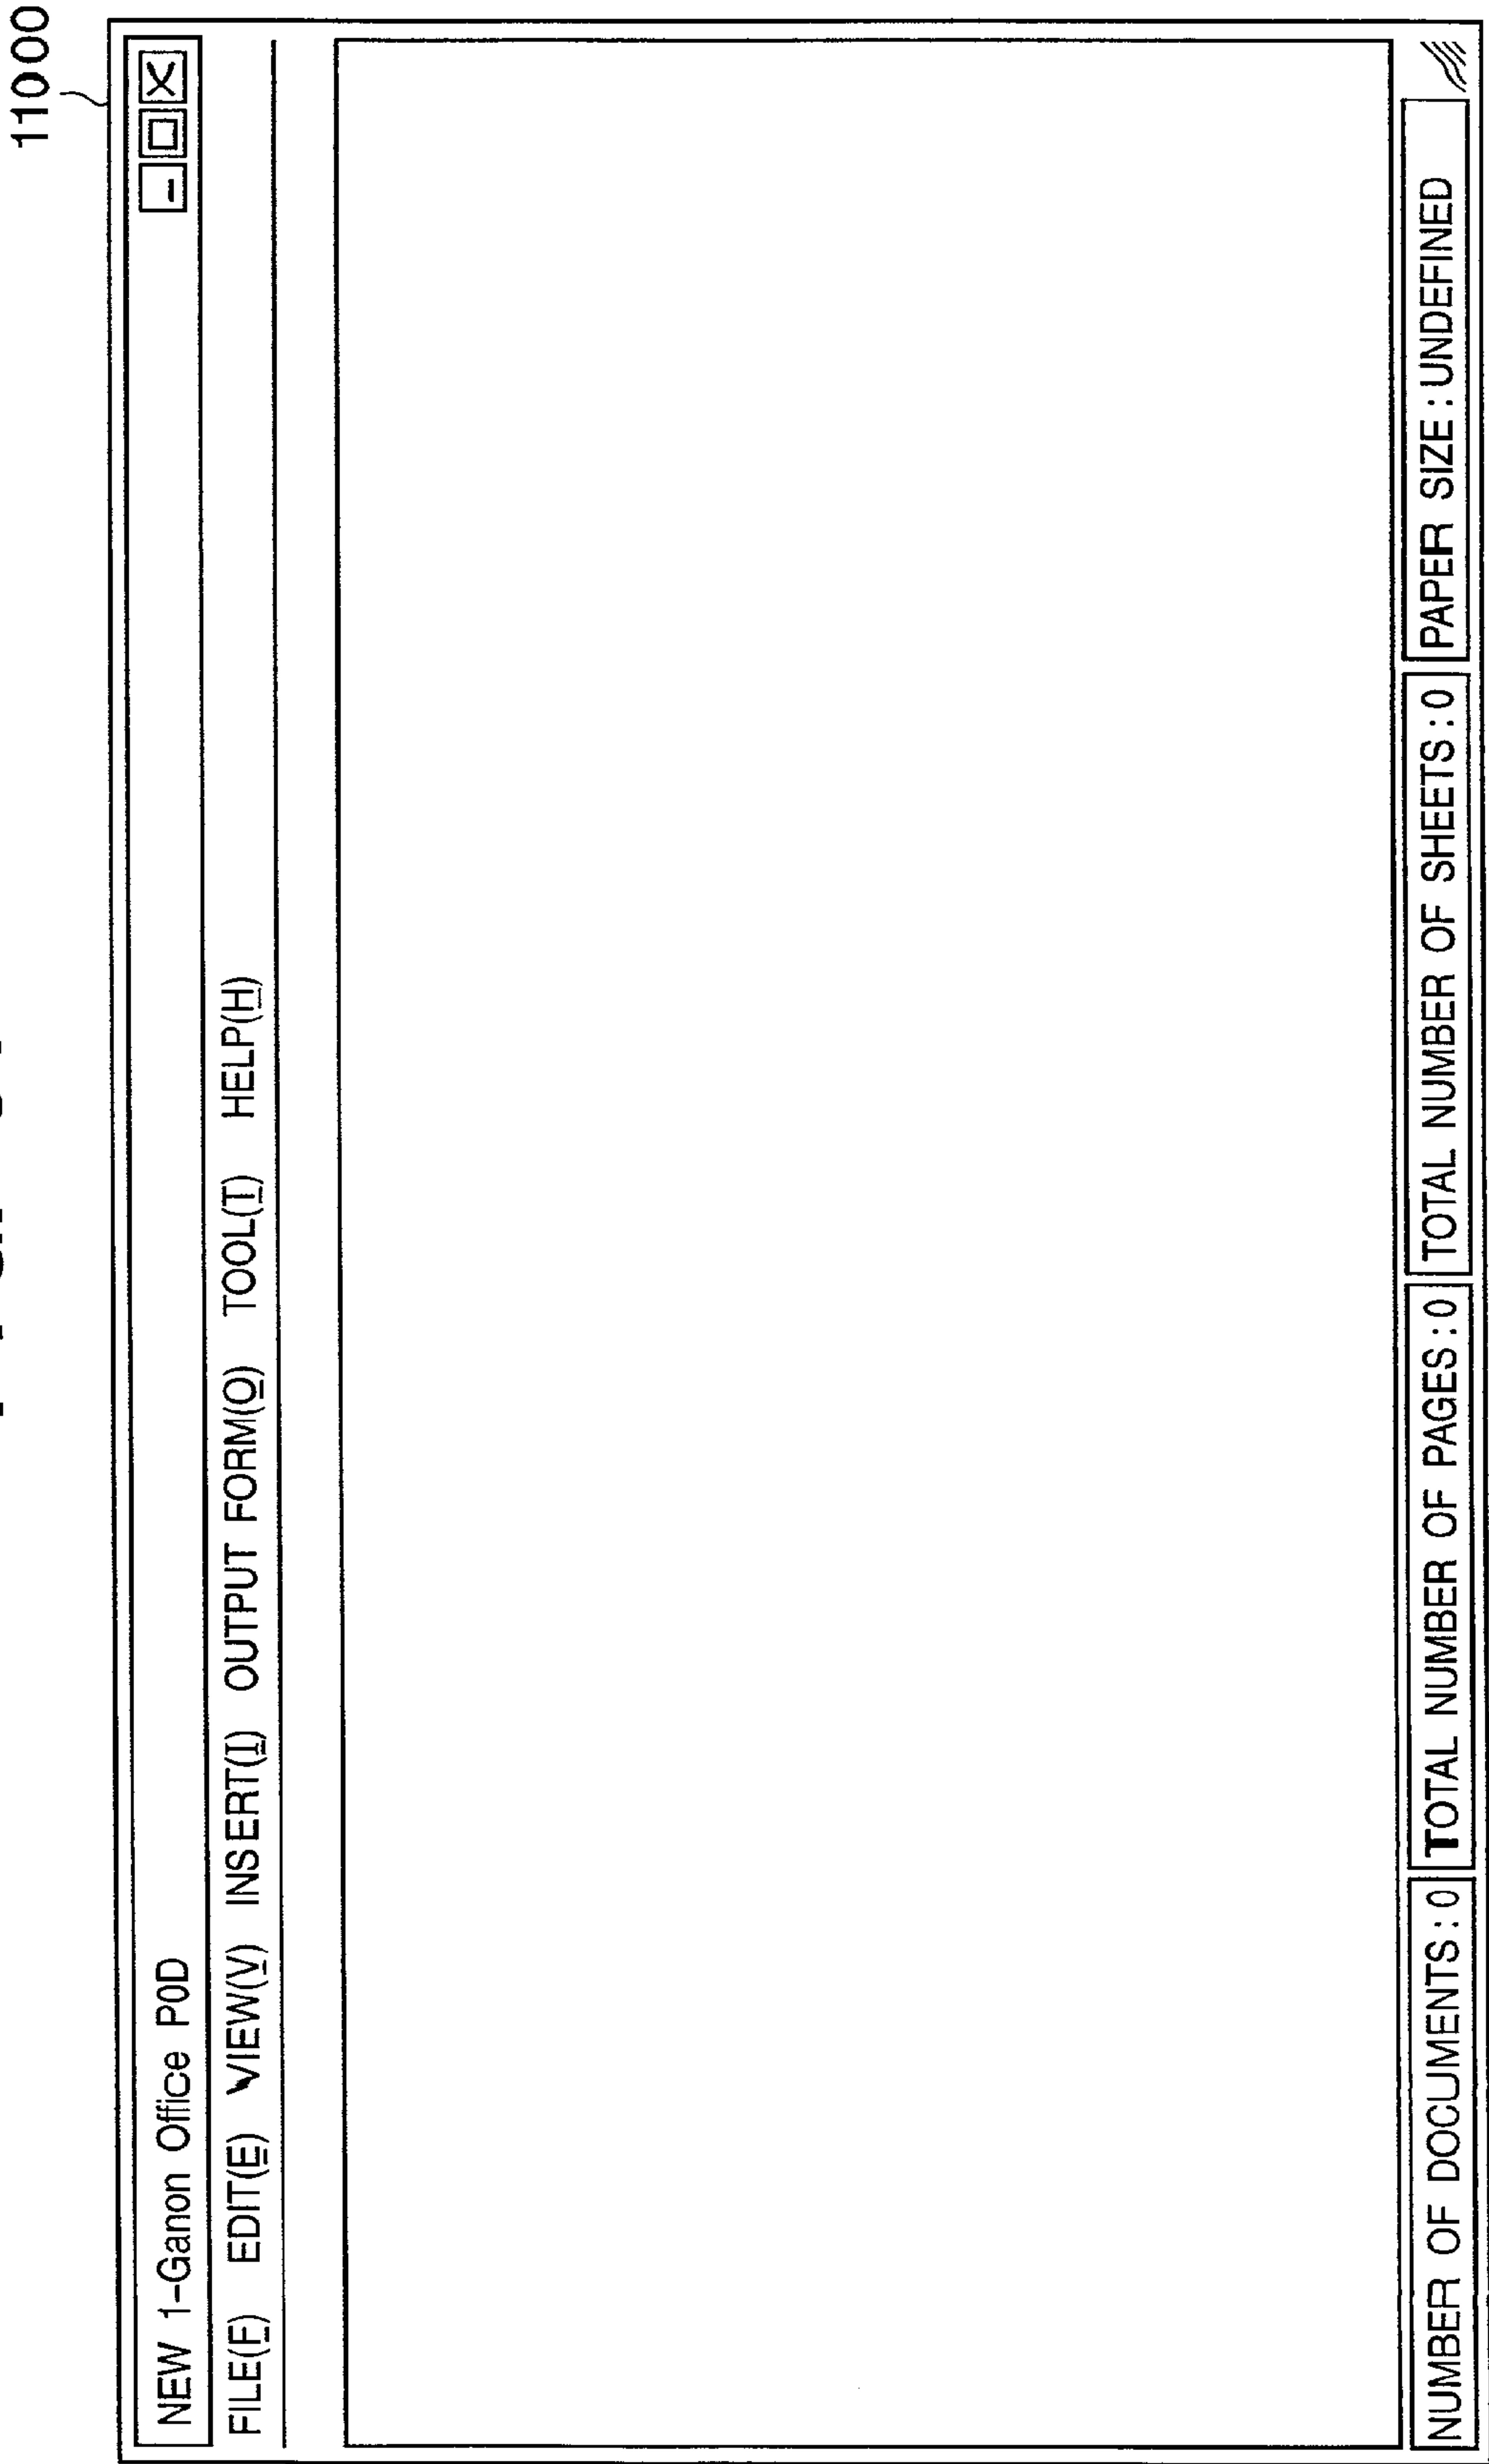 11000
NEW 1-Ganon Office P0D
FILE(F) EDIT(E) VIEW(V) INSERT(I) OUTPUT FORM(O) TOOL(T) HELP(H)
NUMBER OF DOCUMENTS:0 TOTAL NUMBER OF PAGES:0 TOTAL NUMBER OF SHEETS:0 PAPER SIZE:UNDEFINED